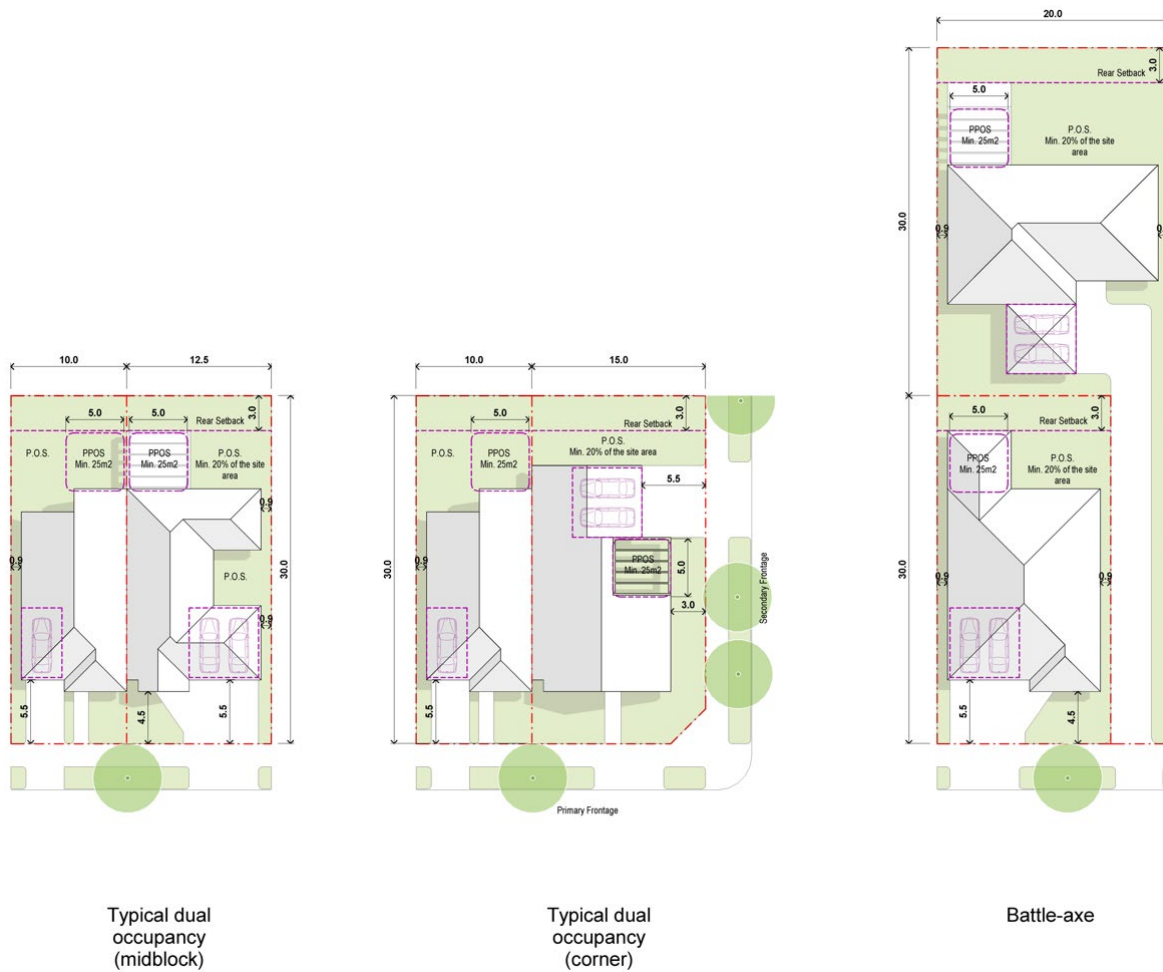 10.0
12.5
5.0
5.0
3.0
Rear Setback
P.O.S.
PPOS
Min. 25m2
PPOS
Min. 25m2
P.O.S.
Min. 20% of the site
area
0.9
0.9
P.O.S.
30.0
0.9
5.5
4.5
5.5
Typical dual
occupancy
(midblock)
10.0
15.0
5.0
3.0
Rear Setback
P.O.S.
PPOS
Min. 25m2
P.O.S.
Min. 20% of the site area
5.5
30.0
0.9
PPOS
Min. 25m2
5.0
3.0
Secondary Frontage
5.5
Primary Frontage
Typical dual
occupancy
(corner)
20.0
3.0
Rear Setback
5.0
PPOS
Min. 25m2
P.O.S.
Min. 20% of the site
area
30.0
0.9
5.0
3.0
Rear Setback
PPOS
Min. 25m2
P.O.S.
Min. 20% of the site
area
30.0
0.9
0.9
5.5
4.5
Battle-axe